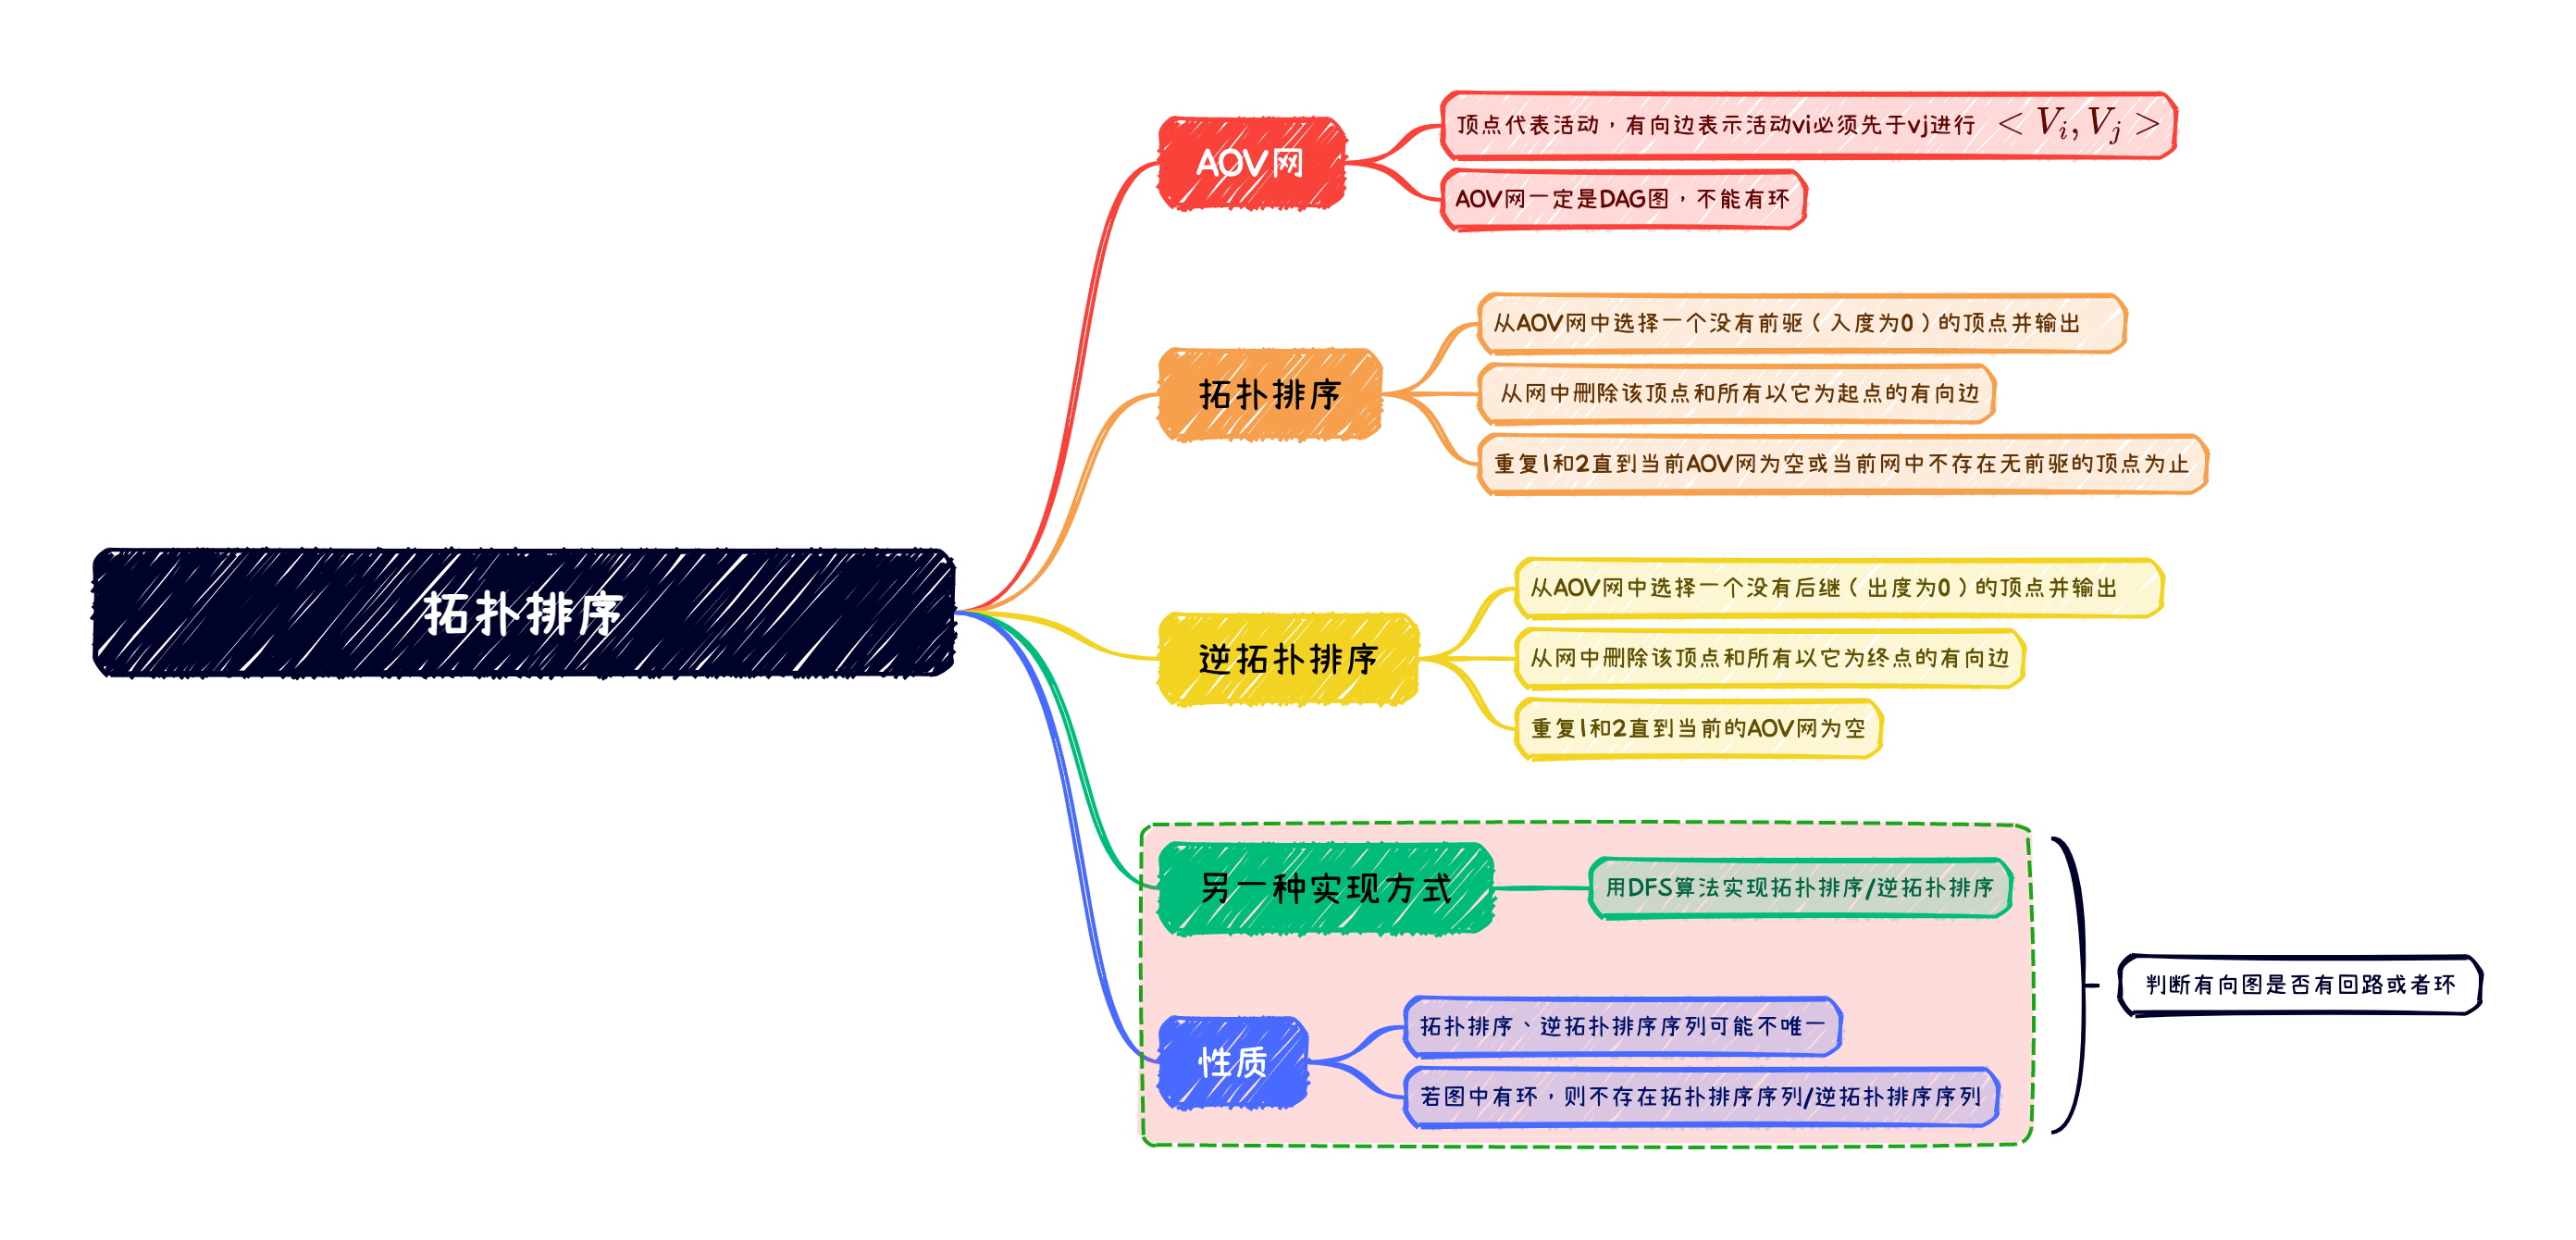 拓扑排序
AOV网
顶点代表活动，有向边表示活动vi必须先于vj进行 <V_i, V_j>
AOV网一定是DAG图，不能有环
拓扑排序
从AOV网中选择一个没有前驱（入度为0）的顶点并输出
从网中删除该顶点和所有以它为起点的有向边
重复1和2直到当前AOV网为空或当前网中不存在无前驱的顶点为止
逆拓扑排序
从AOV网中选择一个没有后继（出度为0）的顶点并输出
从网中删除该顶点和所有以它为终点的有向边
重复1和2直到当前的AOV网为空
另一种实现方式
用DFS算法实现拓扑排序/逆拓扑排序
性质
拓扑排序、逆拓扑排序序列可能不唯一
若图中有环，则不存在拓扑排序序列/逆拓扑排序序列
判断有向图是否有回路或者环